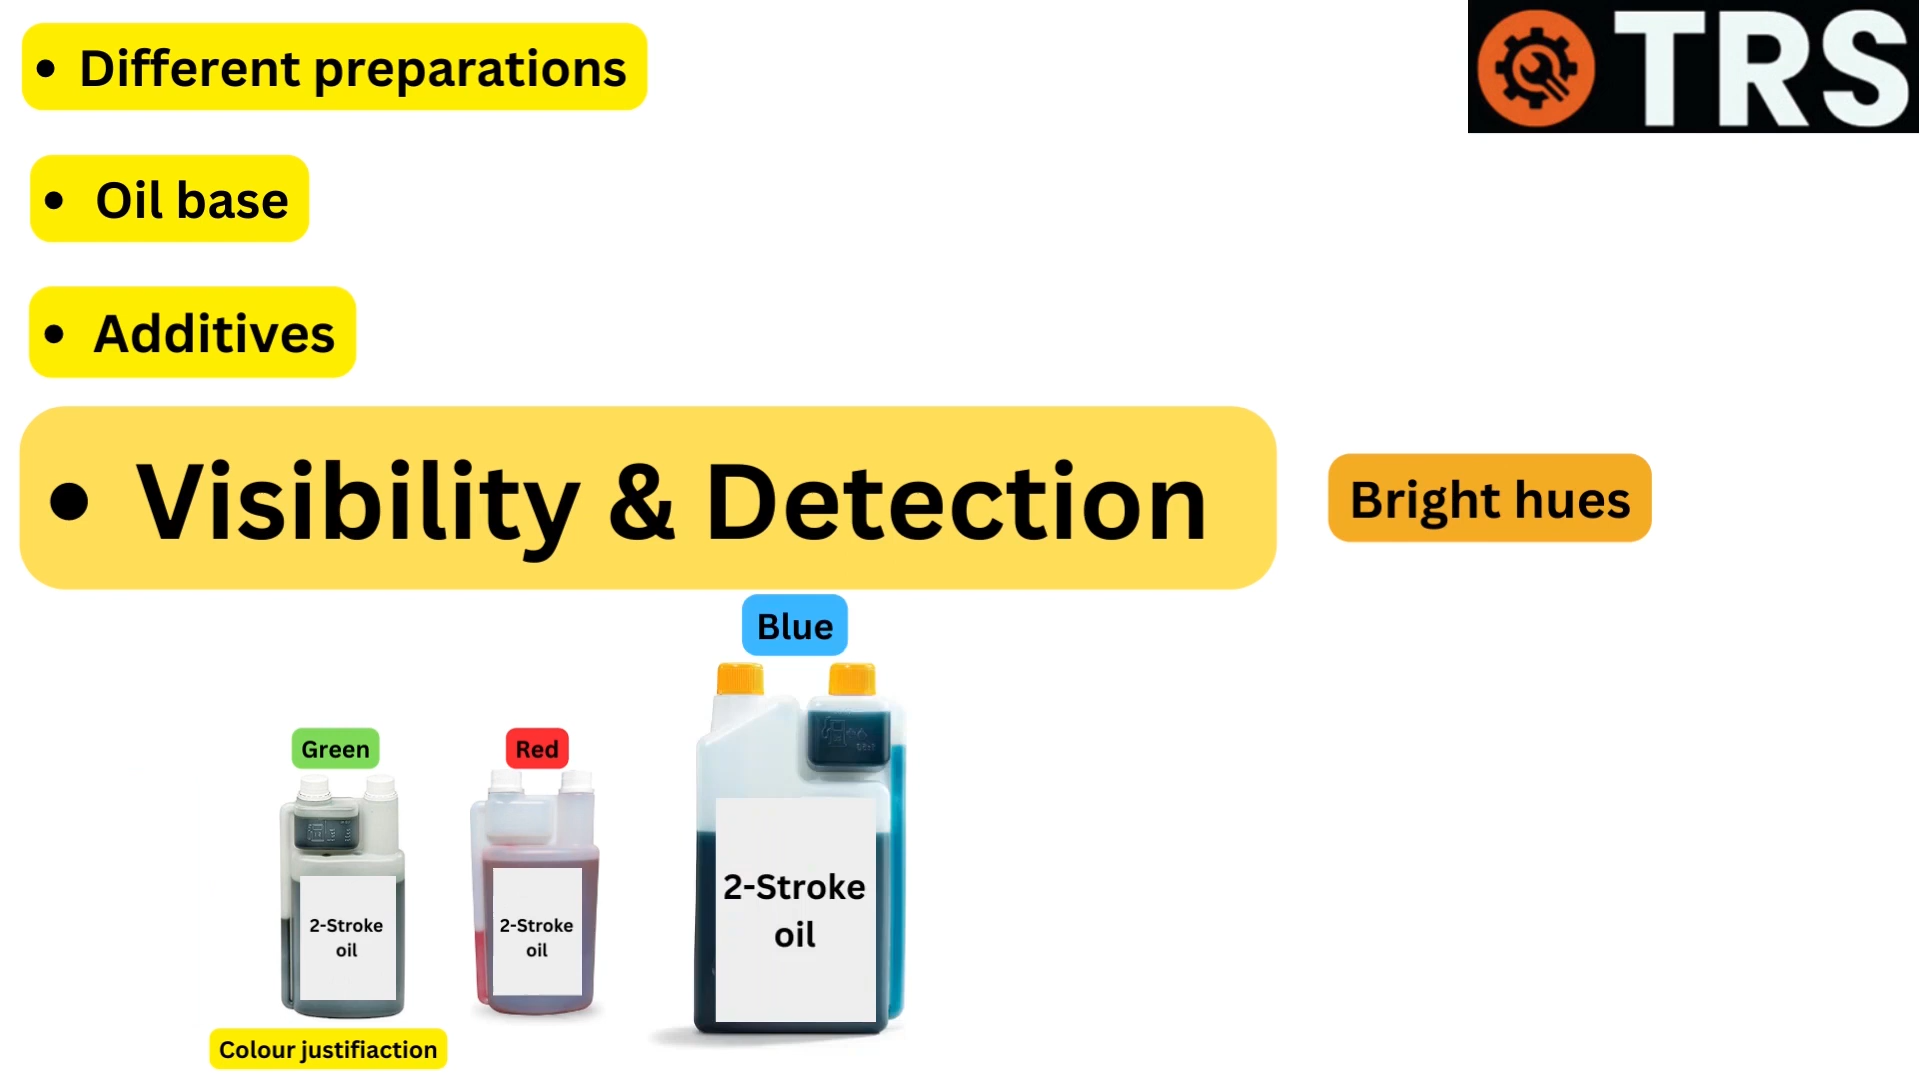 • Different preparations
TRS
• Oil base
• Additives
• Visibility & Detection
Bright hues
Blue
Green
Red
2-Stroke
oil
2-Stroke
oil
2-Stroke
oil
Colour justifiaction